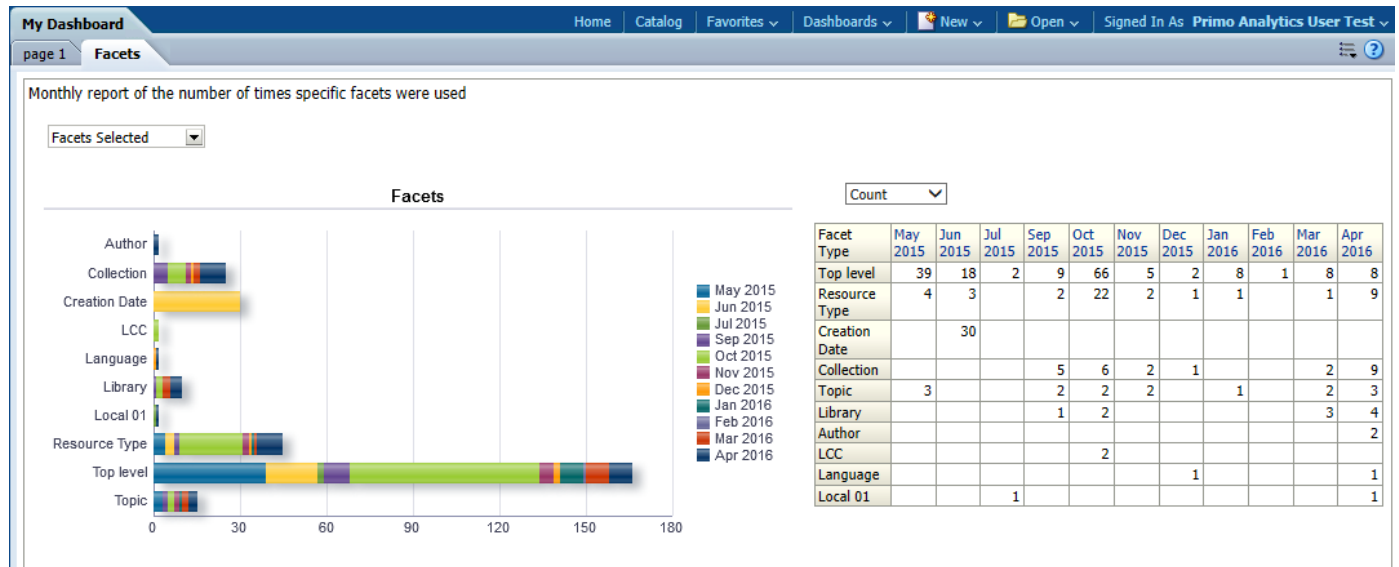 My Dashboard
Home Catalog Favorites Dashboards New Open Signed In As Primo Analytics User Test
page 1 Facets
Monthly report of the number of times specific facets were used
Facets Selected
Facets
Author
Collection
Creation Date
LCC
Language
Library
Local 01
Resource Type
Top level
Topic
0 30 60 90 120 150 180
May 2015
Jun 2015
Jul 2015
Sep 2015
Oct 2015
Nov 2015
Dec 2015
Jan 2016
Feb 2016
Mar 2016
Apr 2016
Count
Facet Type May 2015 Jun 2015 Jul 2015 Sep 2015 Oct 2015 Nov 2015 Dec 2015 Jan 2016 Feb 2016 Mar 2016 Apr 2016
Top level 39 18 2 9 66 5 2 8 1 8 8
Resource Type 4 3 2 22 2 1 1 1 9
Creation Date 30
Collection 5 6 2 1 2 9
Topic 3 2 2 2 1 2 3
Library 1 2 3 4
Author 2
LCC 2
Language 1 1
Local 01 1 1